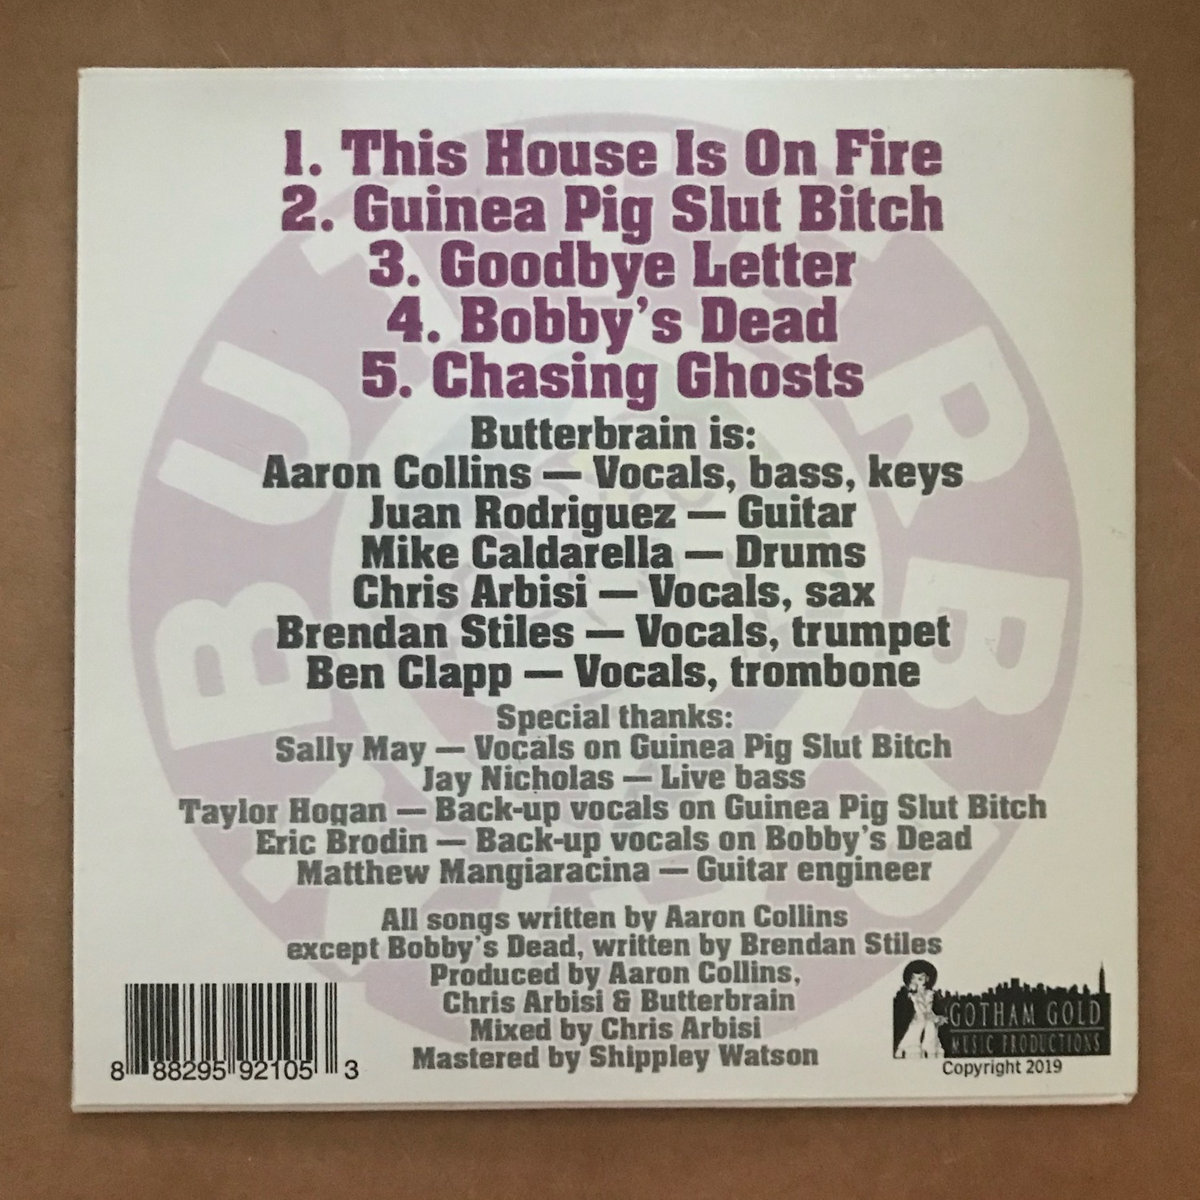 1. This House Is On Fire
2. Guinea Pig Slut Bitch
3. Goodbye Letter
4. Bobby's Dead
5. Chasing Ghosts
Butterbrain is:
Aaron Collins — Vocals, bass, keys
Juan Rodriguez — Guitar
Mike Caldarella — Drums
Chris Arbisi — Vocals, sax
Brendan Stiles — Vocals, trumpet
Ben Clapp — Vocals, trombone
Special thanks:
Sally May — Vocals on Guinea Pig Slut Bitch
Jay Nicholas — Live bass
Taylor Hogan — Back-up vocals on Guinea Pig Slut Bitch
Eric Brodin — Back-up vocals on Bobby's Dead
Matthew Mangiaracina — Guitar engineer
All songs written by Aaron Collins
except Bobby's Dead, written by Brendan Stiles
Produced by Aaron Collins,
Chris Arbisi & Butterbrain
Mixed by Chris Arbisi
Mastered by Shippley Watson
8 88295 92105 3
GOTHAM GOLD
MUSIC PRODUCTIONS
Copyright 2019